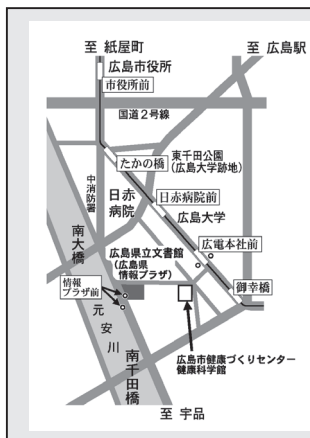 至 紙屋町
至 広島駅
広島市役所
市役所前
国道2号線
たかの橋
東千田公園
(広島大学跡地)
中消防署
日赤
病院
日赤病院前
広島大学
南大橋
広島県立文書館
(広島県
情報プラザ)
広電本社前
情報
プラザ前
御幸橋
元安川
南千田橋
広島市健康づくりセンター
健康科学館
至 宇品